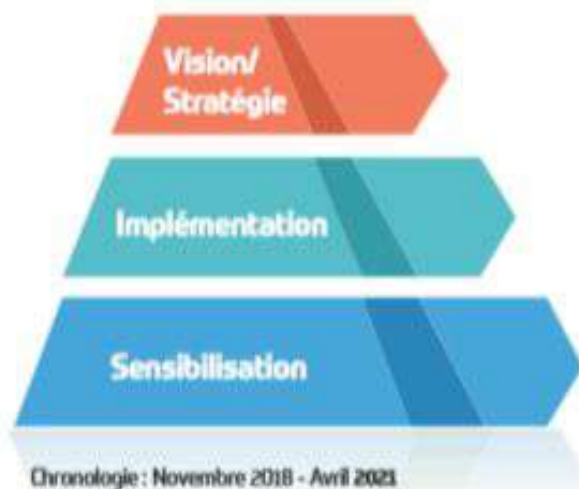 Vision/
Stratégie
Implémentation
Sensibilisation
Chronologie : Novembre 2018 - Avril 2021